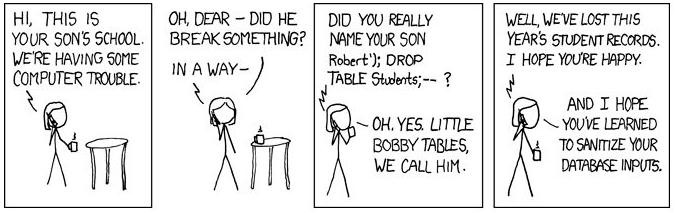 HI, THIS IS
YOUR SON'S SCHOOL.
WE'RE HAVING SOME
COMPUTER TROUBLE.
OH, DEAR – DID HE
BREAK SOMETHING?
IN A WAY–
DID YOU REALLY
NAME YOUR SON
Robert'); DROP
TABLE Students;-- ?
OH, YES. LITTLE
BOBBY TABLES,
WE CALL HIM.
WELL, WE'VE LOST THIS
YEAR'S STUDENT RECORDS.
I HOPE YOU'RE HAPPY.
AND I HOPE
YOU'VE LEARNED
TO SANITIZE YOUR
DATABASE INPUTS.